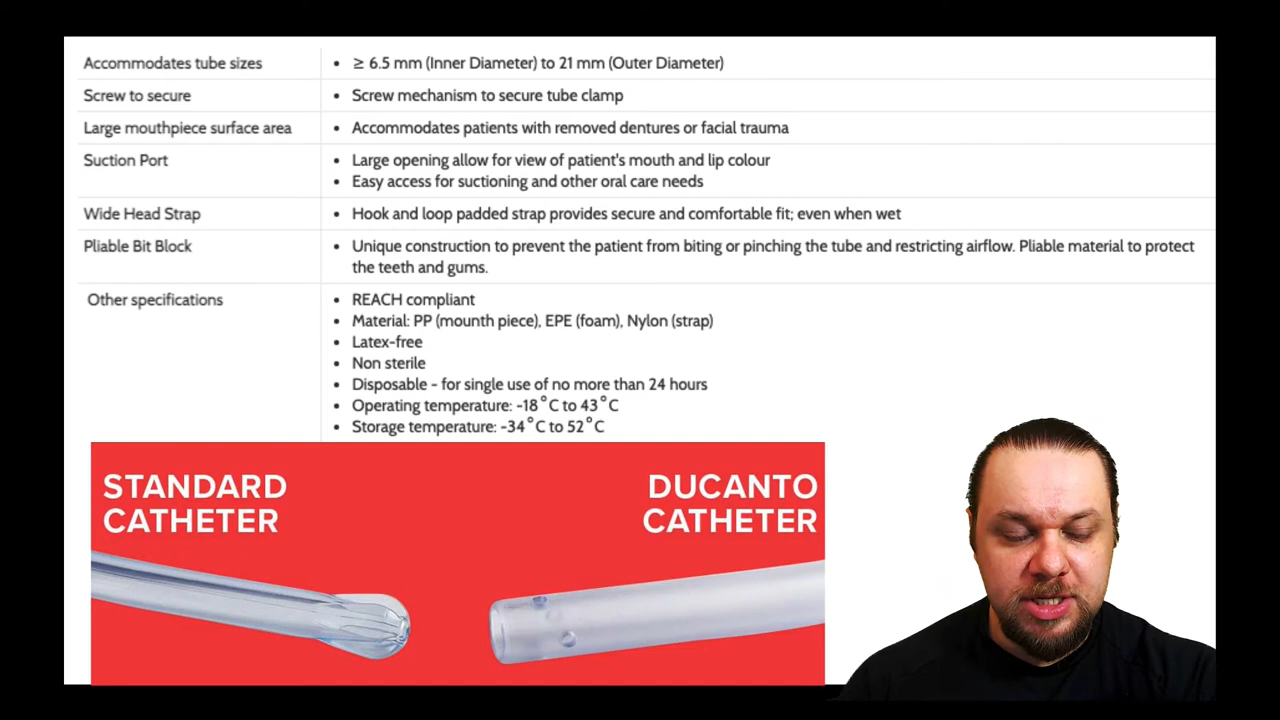 Accommodates tube sizes
• ≥ 6.5 mm (Inner Diameter) to 21 mm (Outer Diameter)
Screw to secure
• Screw mechanism to secure tube clamp
Large mouthpiece surface area
• Accommodates patients with removed dentures or facial trauma
Suction Port
• Large opening allow for view of patient's mouth and lip colour
• Easy access for suctioning and other oral care needs
Wide Head Strap
• Hook and loop padded strap provides secure and comfortable fit; even when wet
Pliable Bit Block
• Unique construction to prevent the patient from biting or pinching the tube and restricting airflow. Pliable material to protect
the teeth and gums.
Other specifications
• REACH compliant
• Material: PP (mounth piece), EPE (foam), Nylon (strap)
• Latex-free
• Non sterile
• Disposable - for single use of no more than 24 hours
• Operating temperature: -18°C to 43°C
• Storage temperature: -34°C to 52°C
STANDARD
CATHETER
DUCANTO
CATHETER